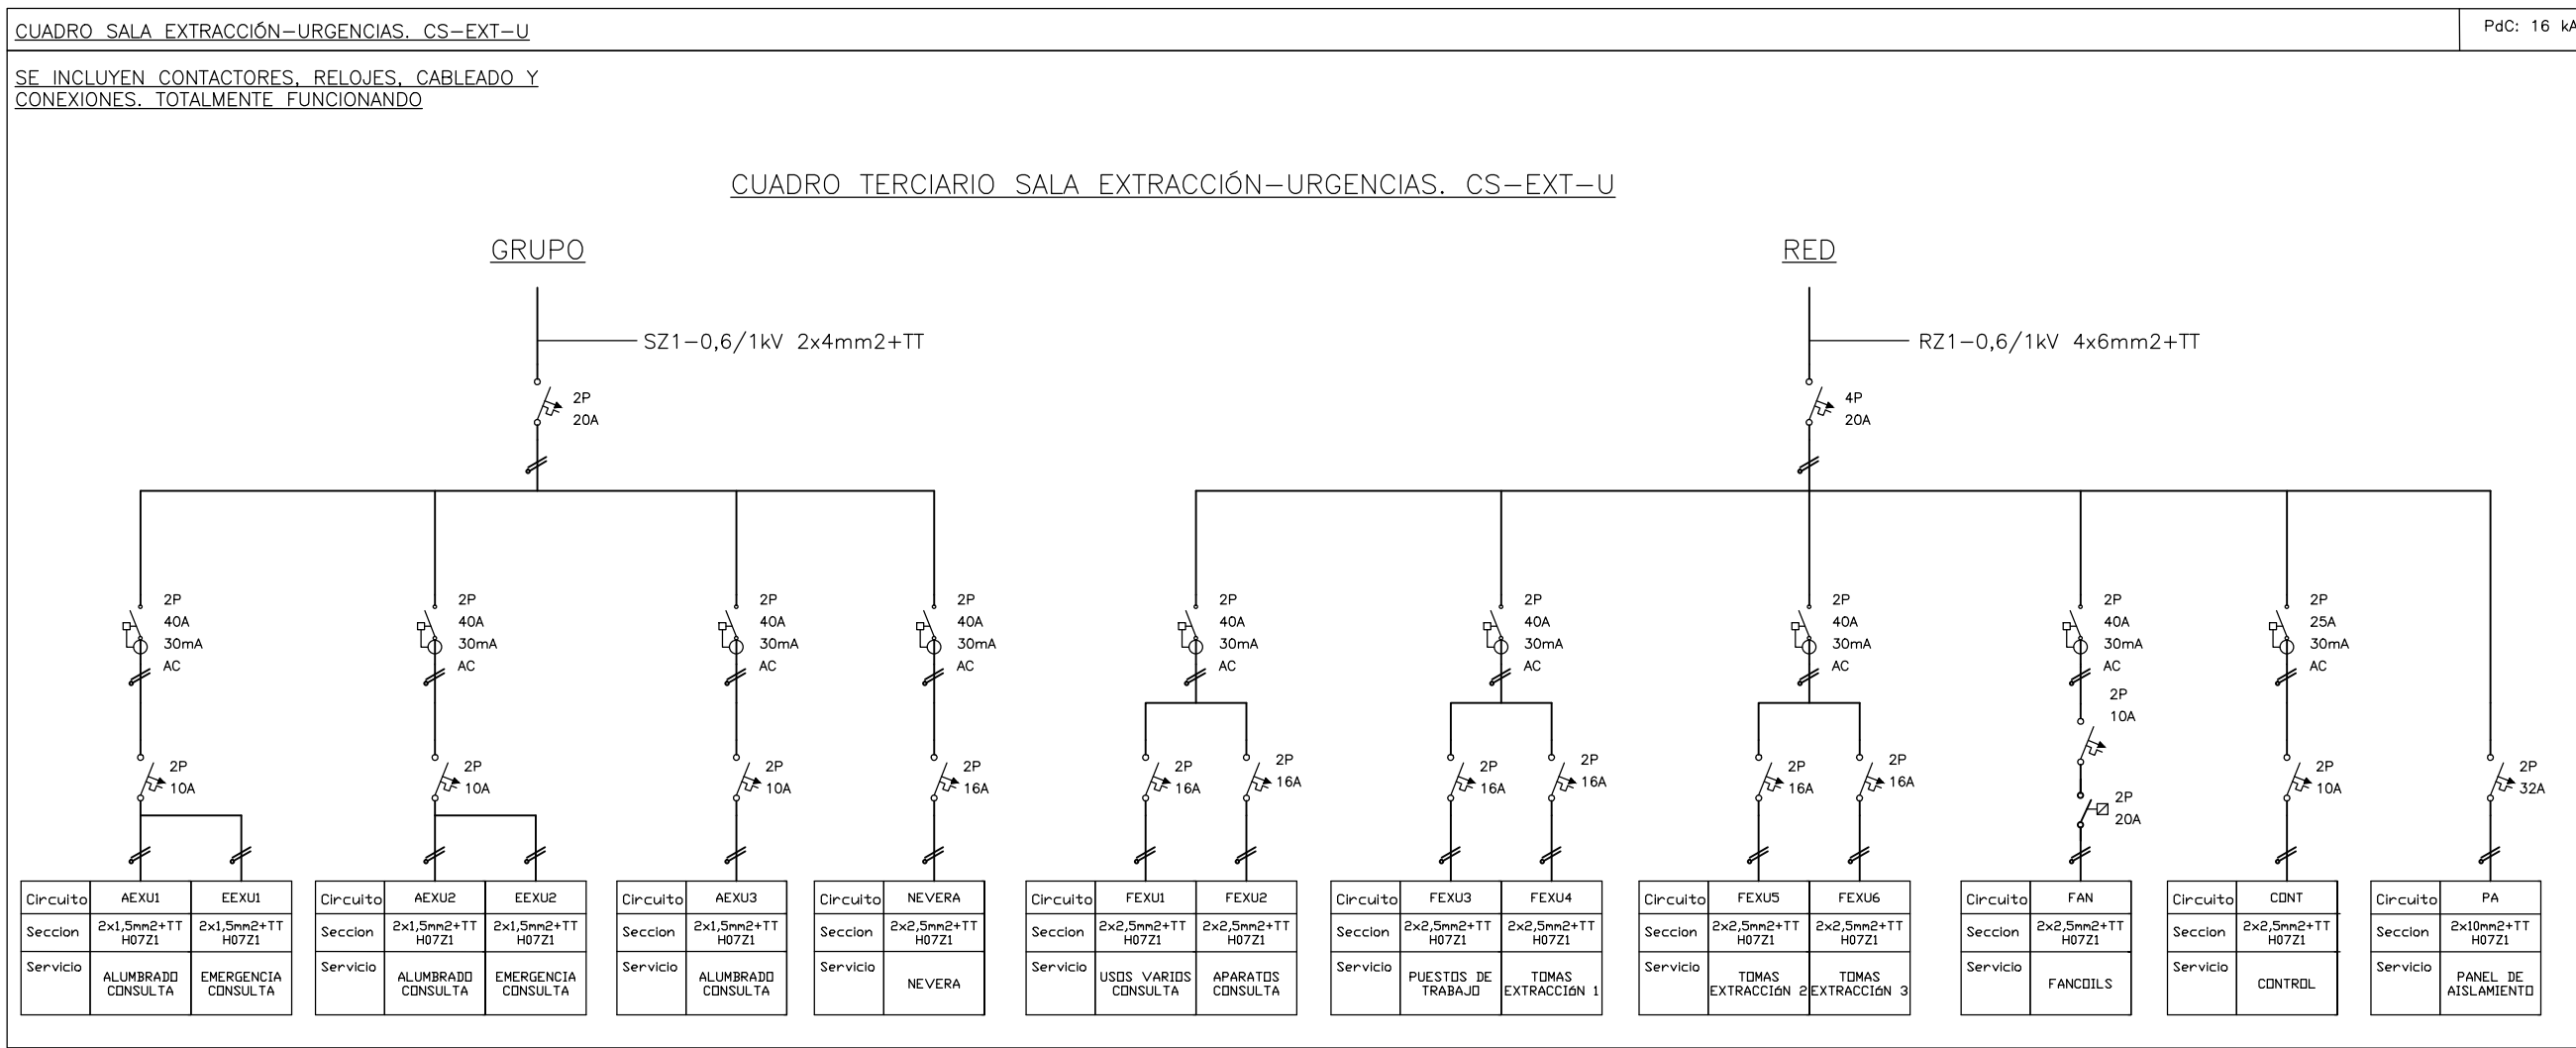 CUADRO SALA EXTRACCIÓN-URGENCIAS. CS-EXT-U
PdC: 16 kA
SE INCLUYEN CONTACTORES, RELOJES, CABLEADO Y
CONEXIONES. TOTALMENTE FUNCIONANDO
CUADRO TERCIARIO SALA EXTRACCIÓN-URGENCIAS. CS-EXT-U
GRUPO
RED
SZ1-0,6/1kV 2x4mm2+TT
RZ1-0,6/1kV 4x6mm2+TT
2P
20A
4P
20A
2P
40A
30mA
AC
2P
40A
30mA
AC
2P
40A
30mA
AC
2P
40A
30mA
AC
2P
40A
30mA
AC
2P
40A
30mA
AC
2P
40A
30mA
AC
2P
40A
30mA
AC
2P
25A
30mA
AC
2P
10A
2P
10A
2P
10A
2P
10A
2P
16A
2P
16A
2P
16A
2P
16A
2P
16A
2P
16A
2P
16A
2P
20A
2P
10A
2P
32A
Circuito AEXU1 EEXU1
Seccion 2x1,5mm2+TT 2x1,5mm2+TT
H07Z1 H07Z1
Servicio ALUMBRADO EMERGENCIA
CONSULTA CONSULTA
Circuito AEXU2 EEXU2
Seccion 2x1,5mm2+TT 2x1,5mm2+TT
H07Z1 H07Z1
Servicio ALUMBRADO EMERGENCIA
CONSULTA CONSULTA
Circuito AEXU3
Seccion 2x1,5mm2+TT
H07Z1
Servicio ALUMBRADO
CONSULTA
Circuito NEVERA
Seccion 2x2,5mm2+TT
H07Z1
Servicio NEVERA
Circuito FEXU1 FEXU2
Seccion 2x2,5mm2+TT 2x2,5mm2+TT
H07Z1 H07Z1
Servicio USOS VARIOS APARATOS
CONSULTA CONSULTA
Circuito FEXU3 FEXU4
Seccion 2x2,5mm2+TT 2x2,5mm2+TT
H07Z1 H07Z1
Servicio PUESTOS DE TOMAS
TRABAJO EXTRACCIóN 1
Circuito FEXU5 FEXU6
Seccion 2x2,5mm2+TT 2x2,5mm2+TT
H07Z1 H07Z1
Servicio TOMAS TOMAS
EXTRACCIóN 2 EXTRACCIóN 3
Circuito FAN
Seccion 2x2,5mm2+TT
H07Z1
Servicio FANCOILS
Circuito CONT
Seccion 2x2,5mm2+TT
H07Z1
Servicio CONTROL
Circuito PA
Seccion 2x10mm2+TT
H07Z1
Servicio PANEL DE
AISLAMIENTO